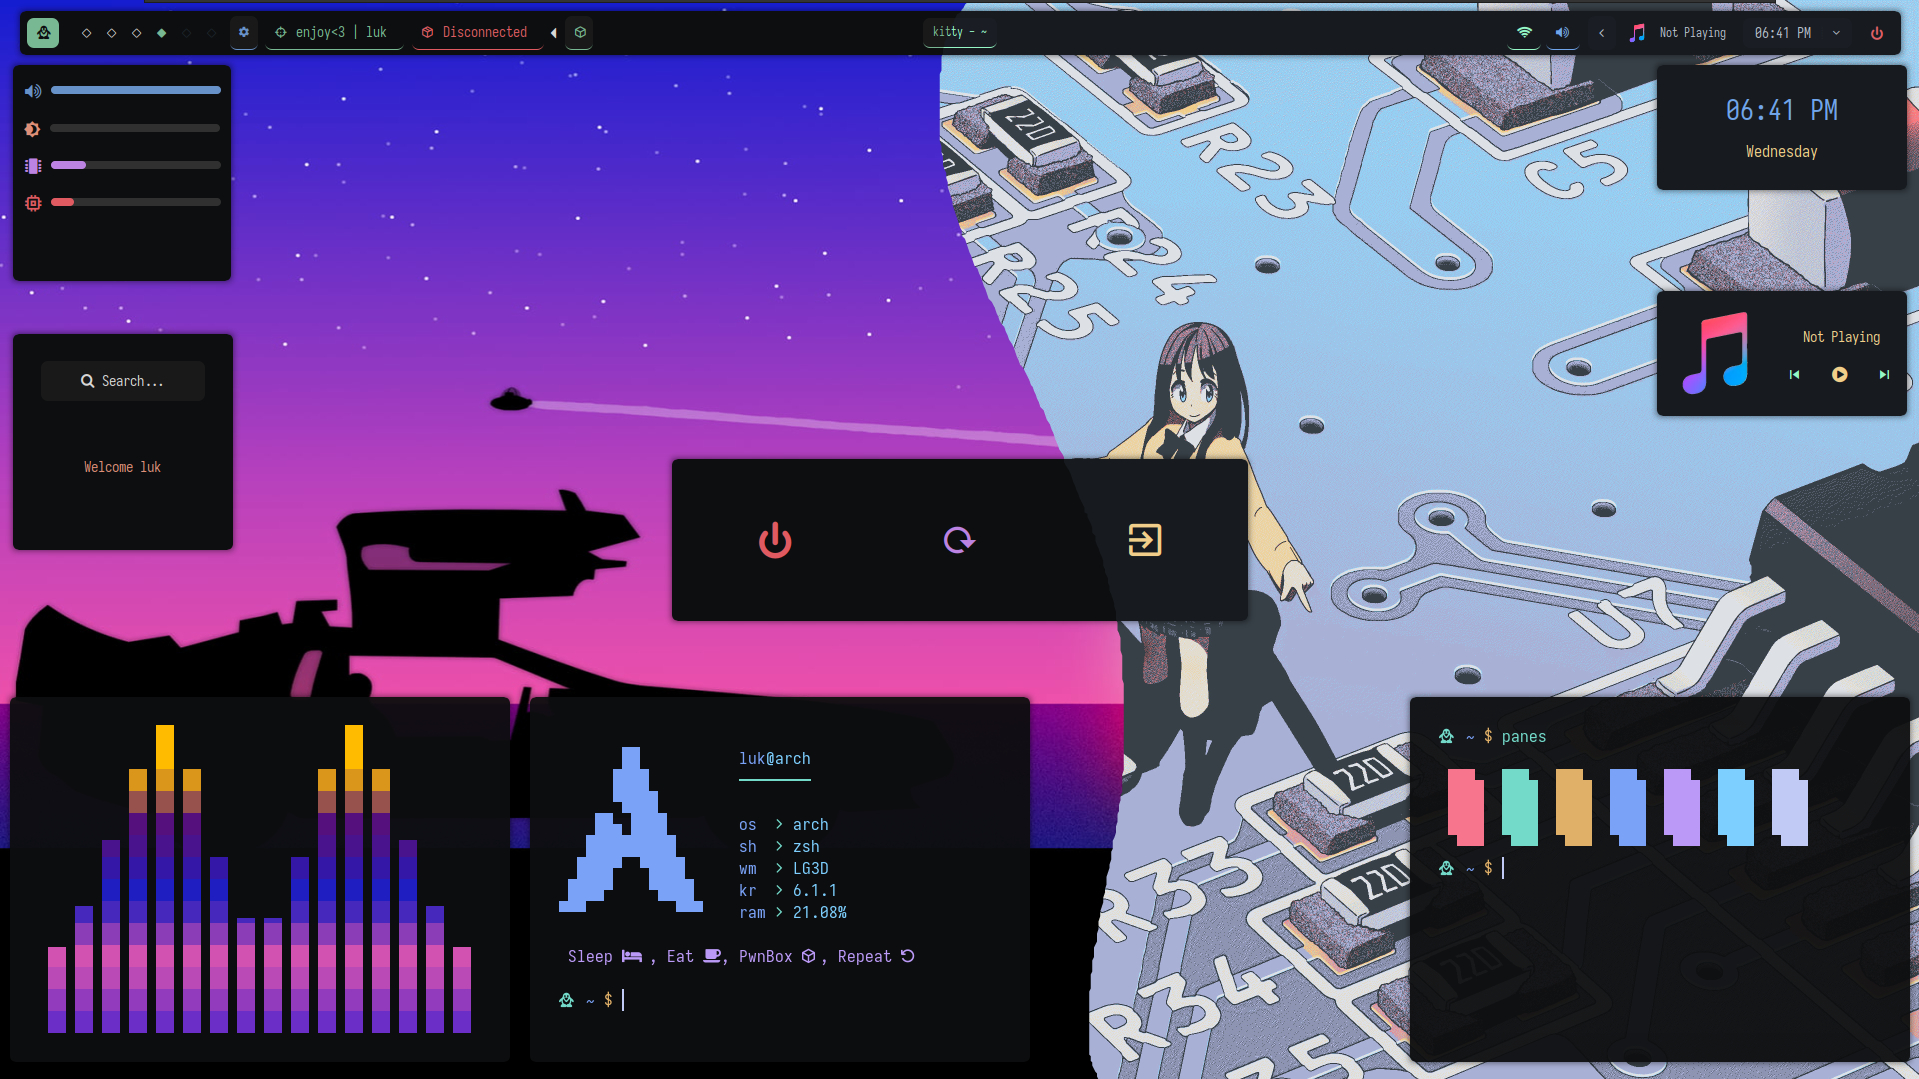 enjoy<3 | luk
Disconnected
kitty - ~
Not Playing
06:41 PM
06:41 PM
Wednesday
Not Playing
Search...
Welcome luk
220
R23
C5
R24
R25
U7
220
220
R33
R34
220
luk@arch
os > arch
sh > zsh
wm > LG3D
kr > 6.1.1
ram > 21.08%
Sleep , Eat , PwnBox , Repeat
~ $
~ $ panes
~ $